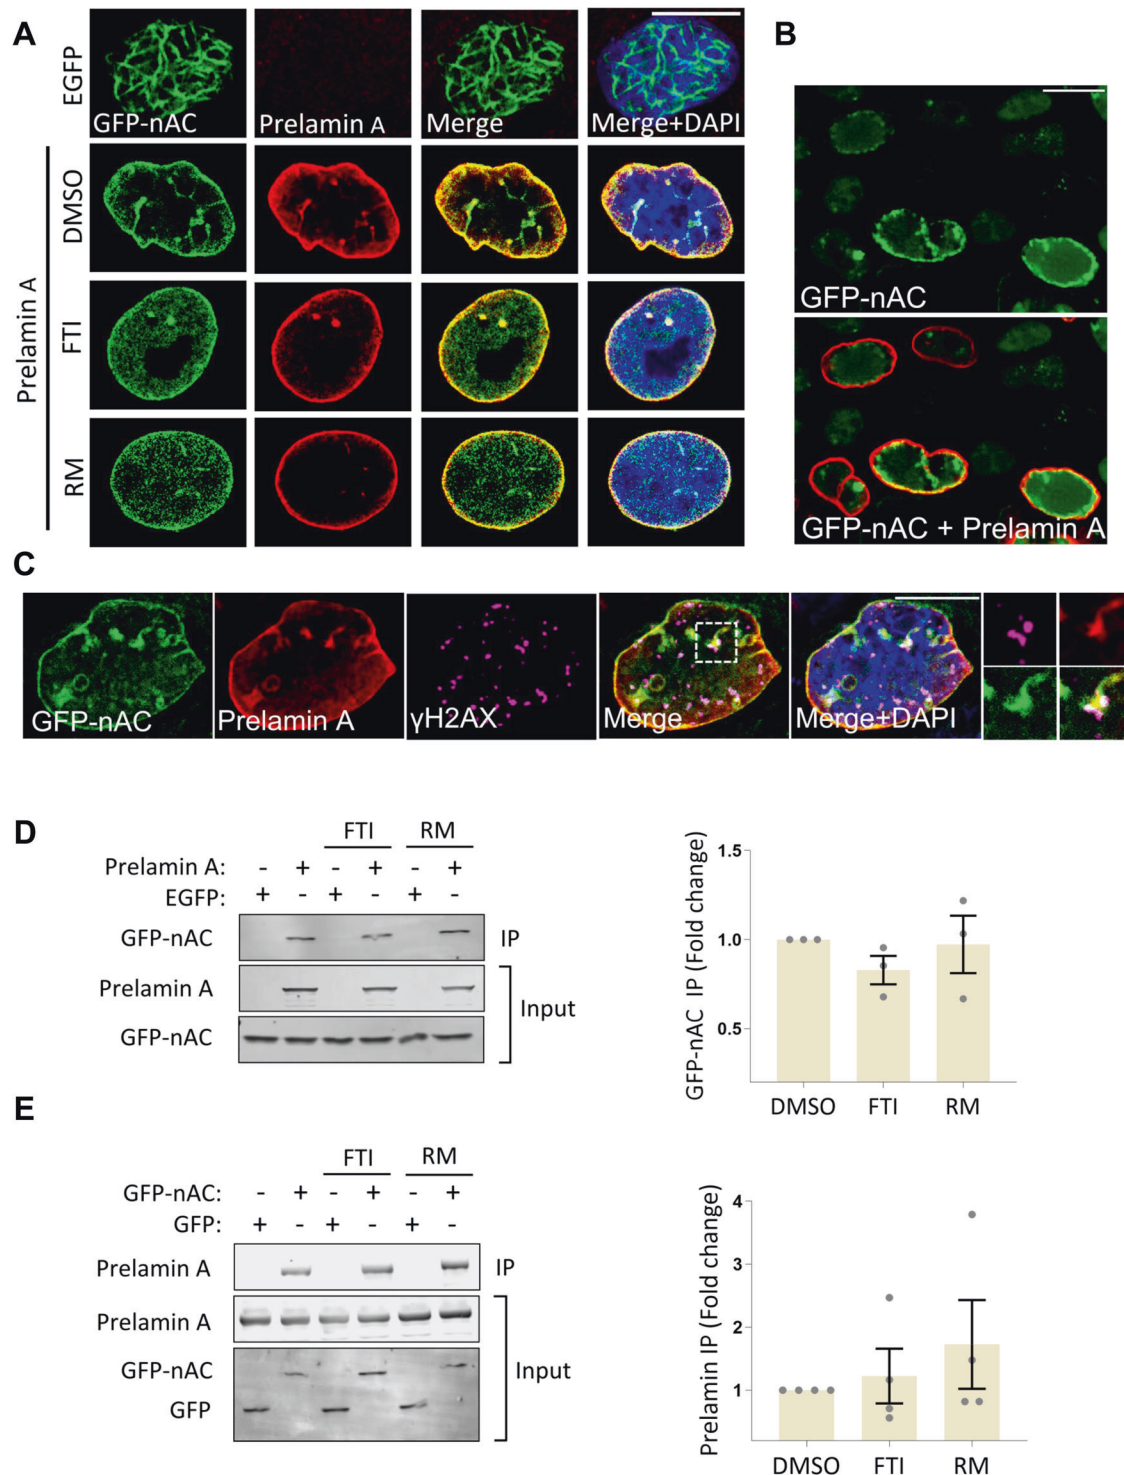 A
EGFP
GFP-nAC
Prelamin A
Merge
Merge+DAPI
Prelamin A
DMSO
FTI
RM
B
GFP-nAC
GFP-nAC + Prelamin A
C
GFP-nAC
Prelamin A
γH2AX
Merge
Merge+DAPI
D
FTI RM
Prelamin A: - + - + - +
EGFP: + - + - + -
GFP-nAC IP
Prelamin A
GFP-nAC
Input
GFP-nAC IP (Fold change)
1.5
1.0
0.5
DMSO FTI RM
E
FTI RM
GFP-nAC: - + - + - +
GFP: + - + - + -
Prelamin A IP
Prelamin A
GFP-nAC
GFP
Input
Prelamin IP (Fold change)
4
3
2
1
DMSO FTI RM